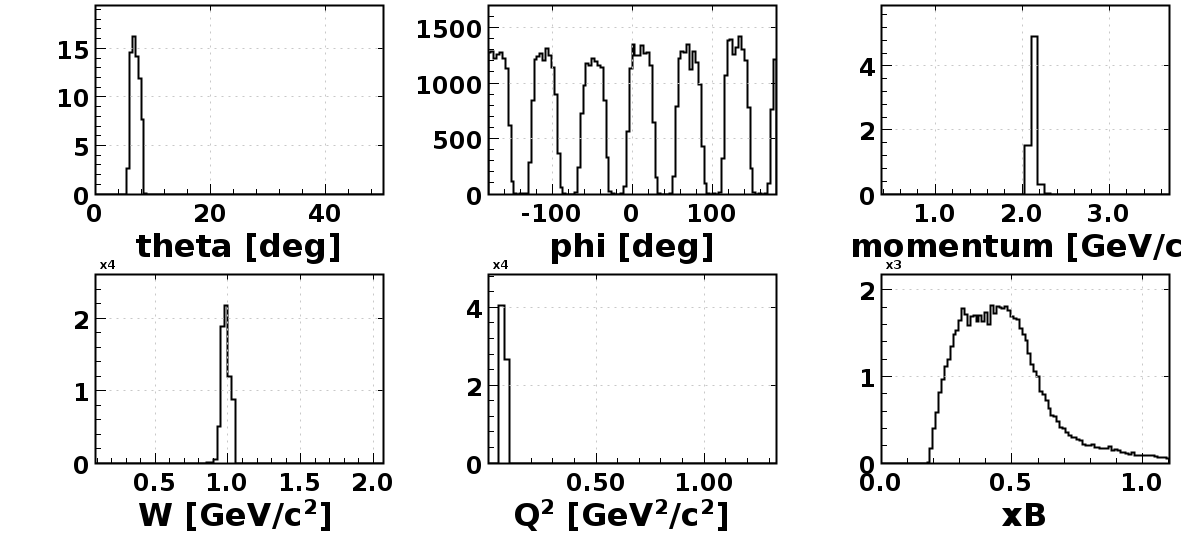 15
10
5
0
0 20 40
theta [deg]
1500
1000
500
0
-100 0 100
phi [deg]
4
2
0
1.0 2.0 3.0
momentum [GeV/c
x4
2
1
0
0.5 1.0 1.5 2.0
W [GeV/c²]
x4
4
2
0
0.50 1.00
Q² [GeV²/c²]
x3
2
1
0
0.0 0.5 1.0
xB